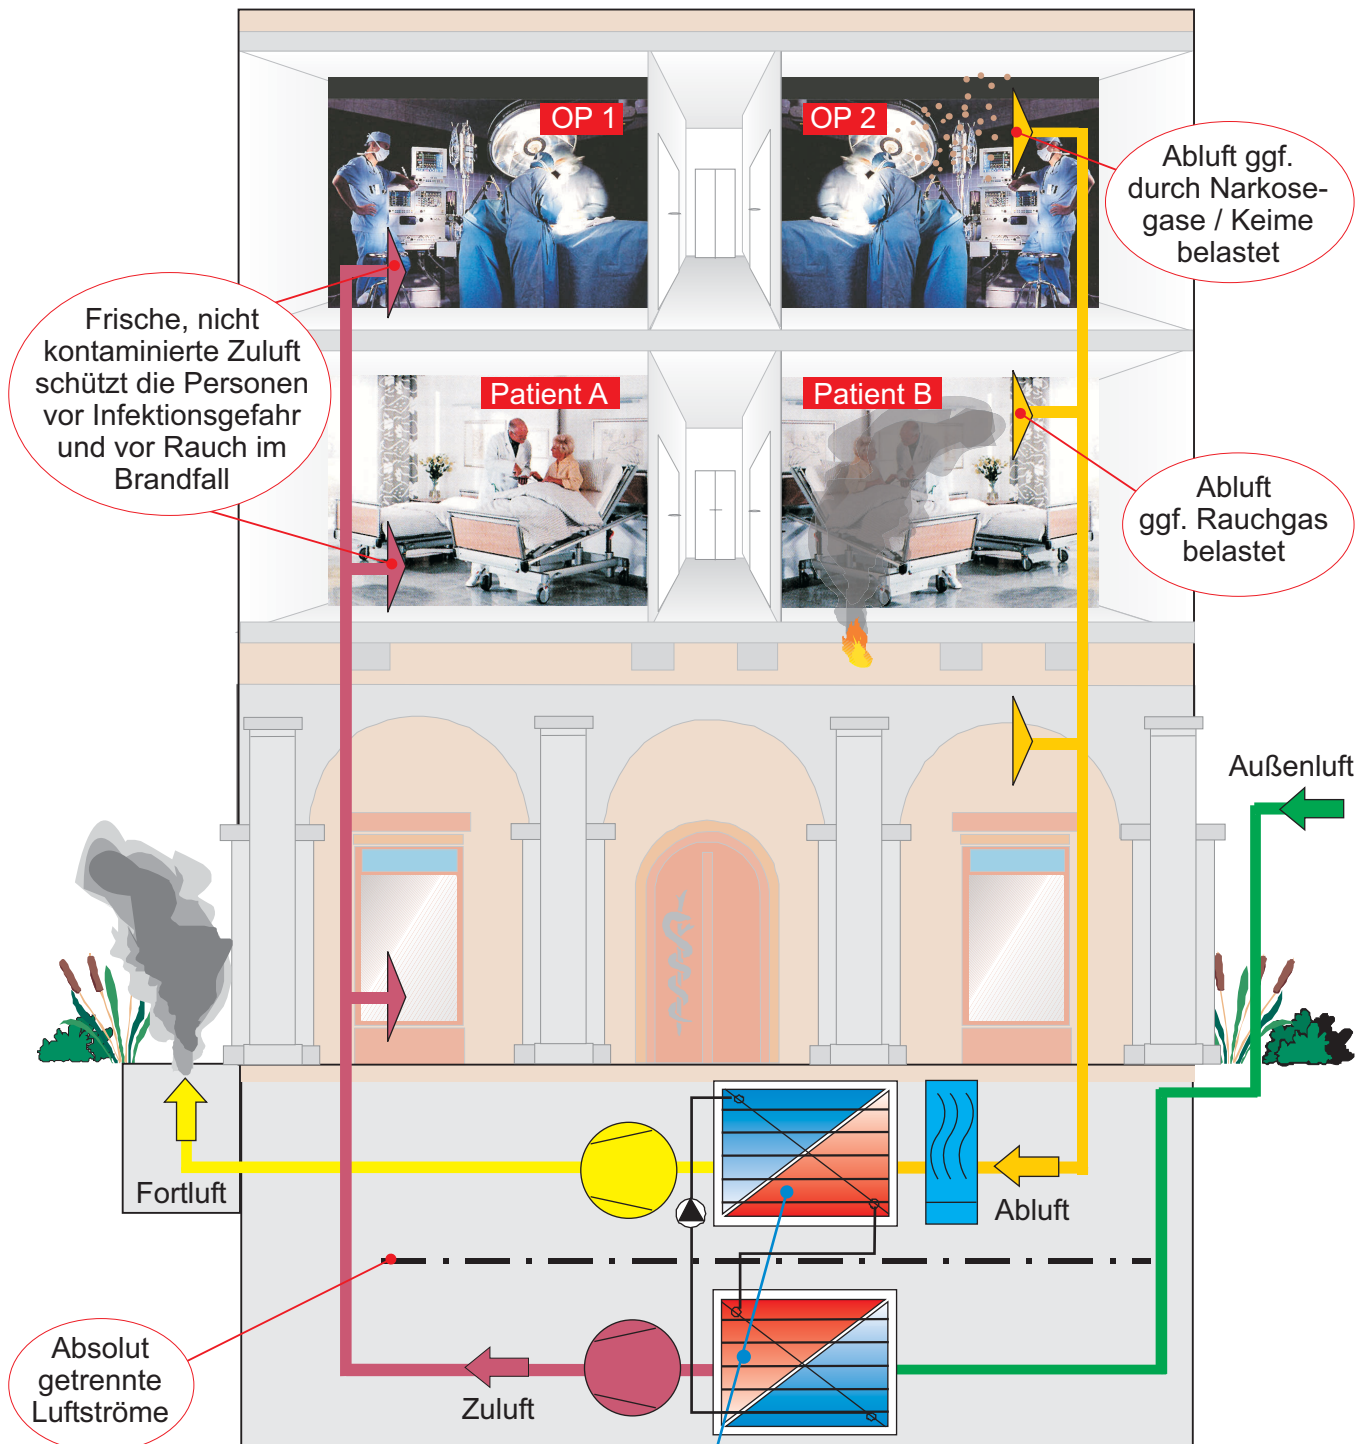 OP 1
OP 2
Abluft ggf.
durch Narkose-
gase / Keime
belastet
Frische, nicht
kontaminierte Zuluft
schützt die Personen
vor Infektionsgefahr
und vor Rauch im
Brandfall
Patient A
Patient B
Abluft
ggf. Rauchgas
belastet
Außenluft
Fortluft
Abluft
Absolut
getrennte
Luftströme
Zuluft